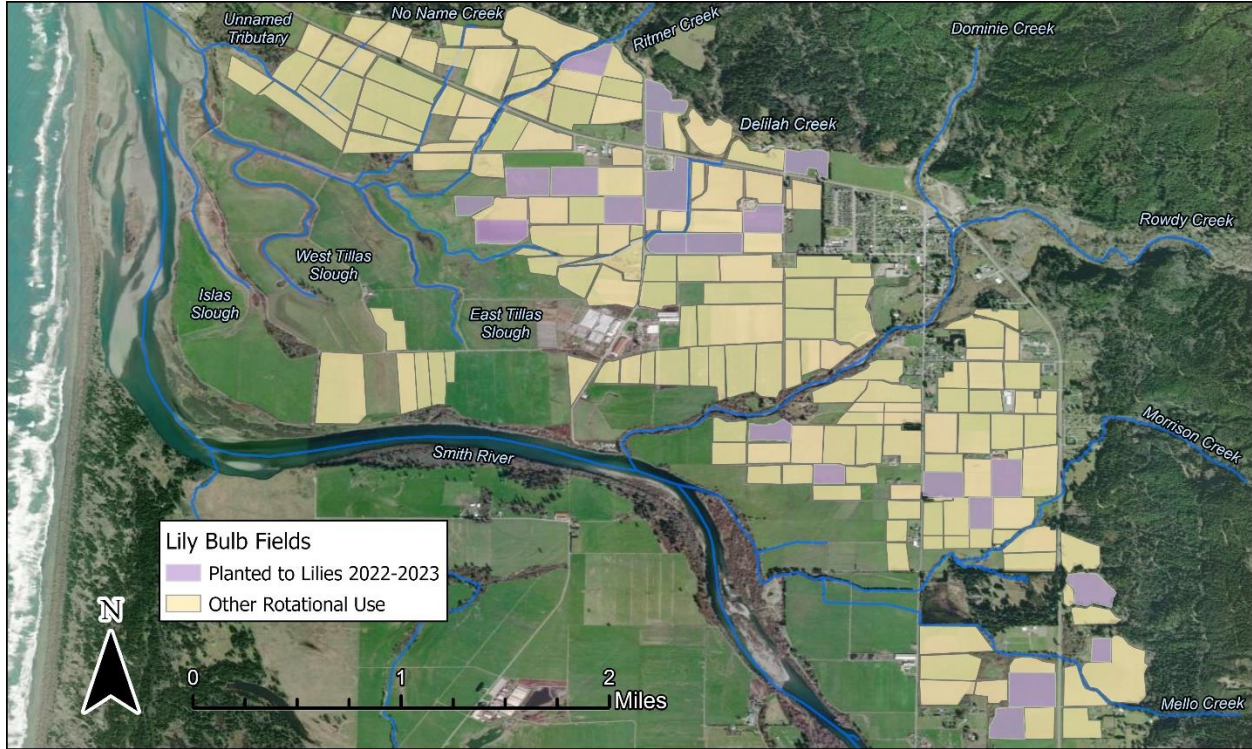 Unnamed
Tributary
No Name Creek
Ritmer Creek
Dominie Creek
Delilah Creek
Rowdy Creek
West Tillas
Slough
Islas
Slough
East Tillas
Slough
Smith River
Morrison Creek
Mello Creek
Lily Bulb Fields
Planted to Lilies 2022-2023
Other Rotational Use
N
0
1
2
Miles